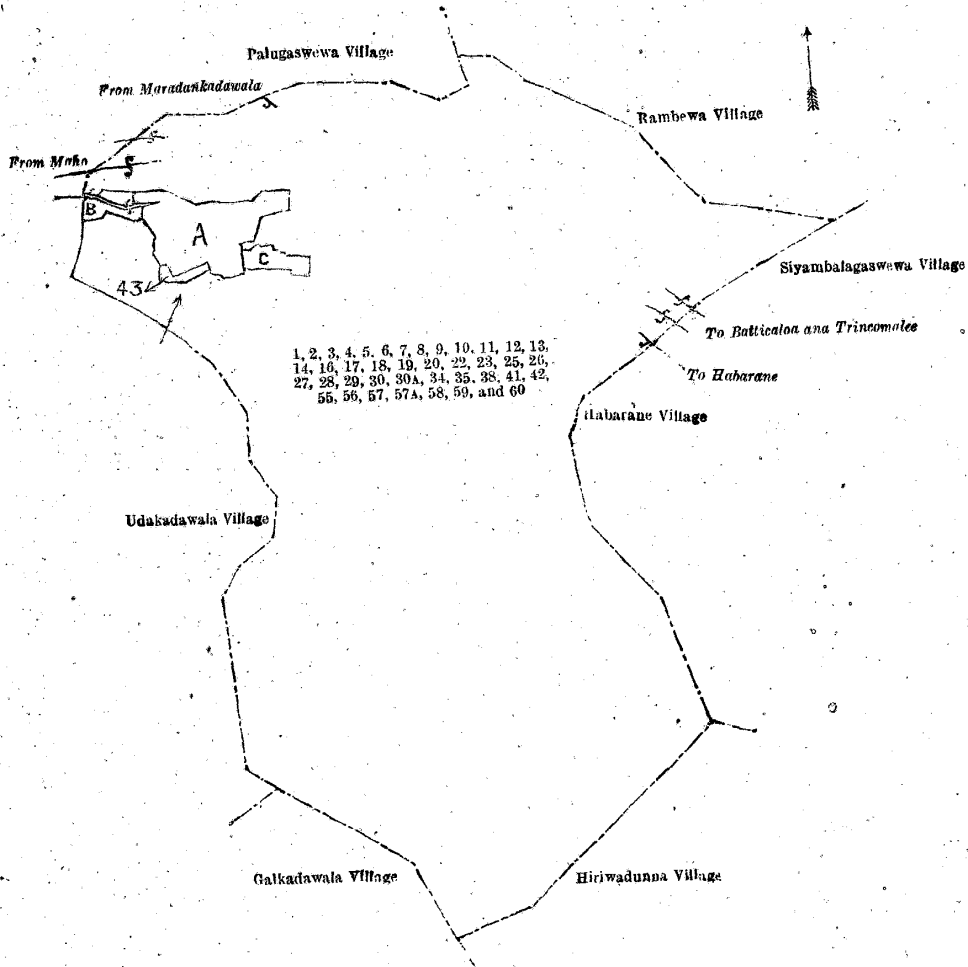 Palugaswewa Village
From Maradankadawala
Rambewa Village
From Maho
B
A
C
43
Siyambalagaswewa Village
To Batticaloa ana Trincomalee
To Habarane
1, 2, 3, 4, 5, 6, 7, 8, 9, 10, 11, 12, 13,
14, 16, 17, 18, 19, 20, 22, 23, 25, 26,
27, 28, 29, 30, 30A, 34, 35, 38, 41, 42,
55, 56, 57, 57A, 58, 59, and 60
Habarane Village
Udakadawala Village
Galkadawala Village
Hiriwadunna Village